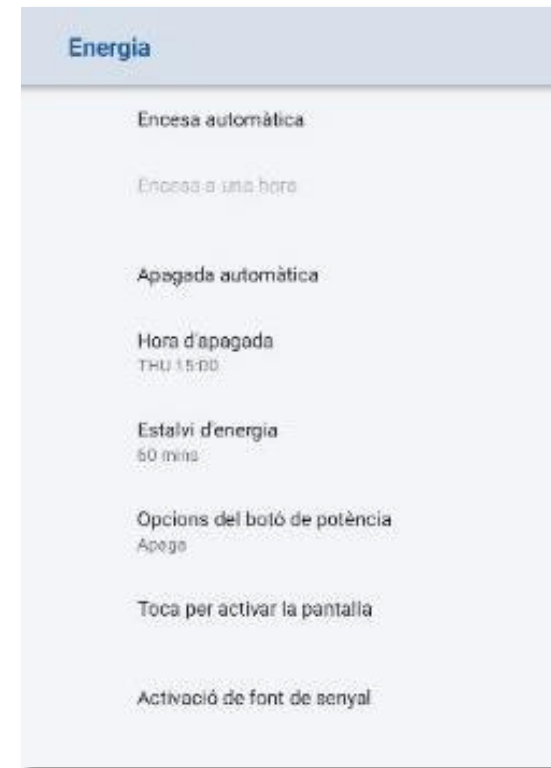 Energia
Encesa automàtica
Encesa a una hora
Apagada automàtica
Hora d'apagada
THU 15:00
Estalvi d'energia
60 mins
Opcions del botó de potència
Apaga
Toca per activar la pantalla
Activació de font de senyal